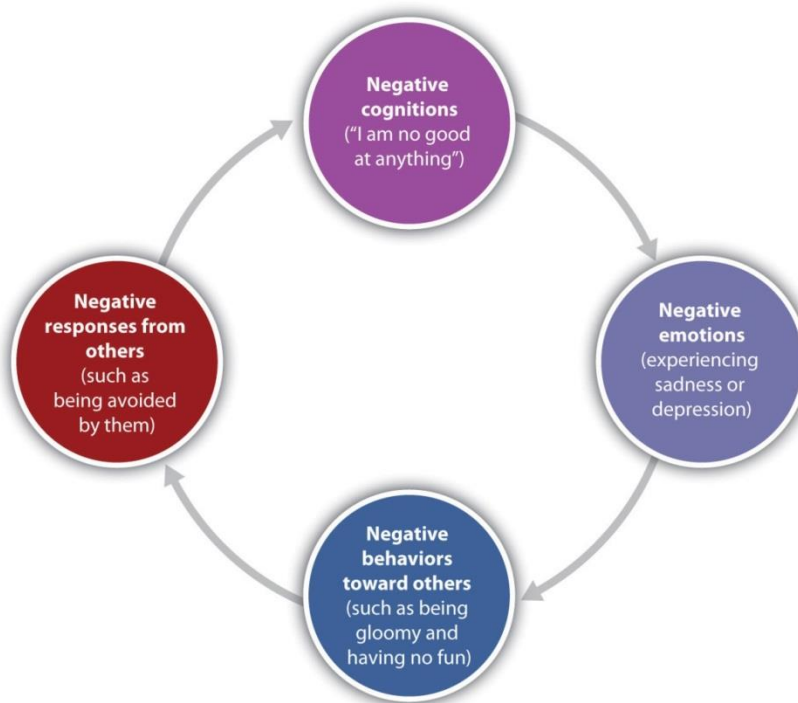 Negative
cognitions
(“I am no good
at anything”)
Negative
emotions
(experiencing
sadness or
depression)
Negative
behaviors
toward others
(such as being
gloomy and
having no fun)
Negative
responses from
others
(such as
being avoided
by them)